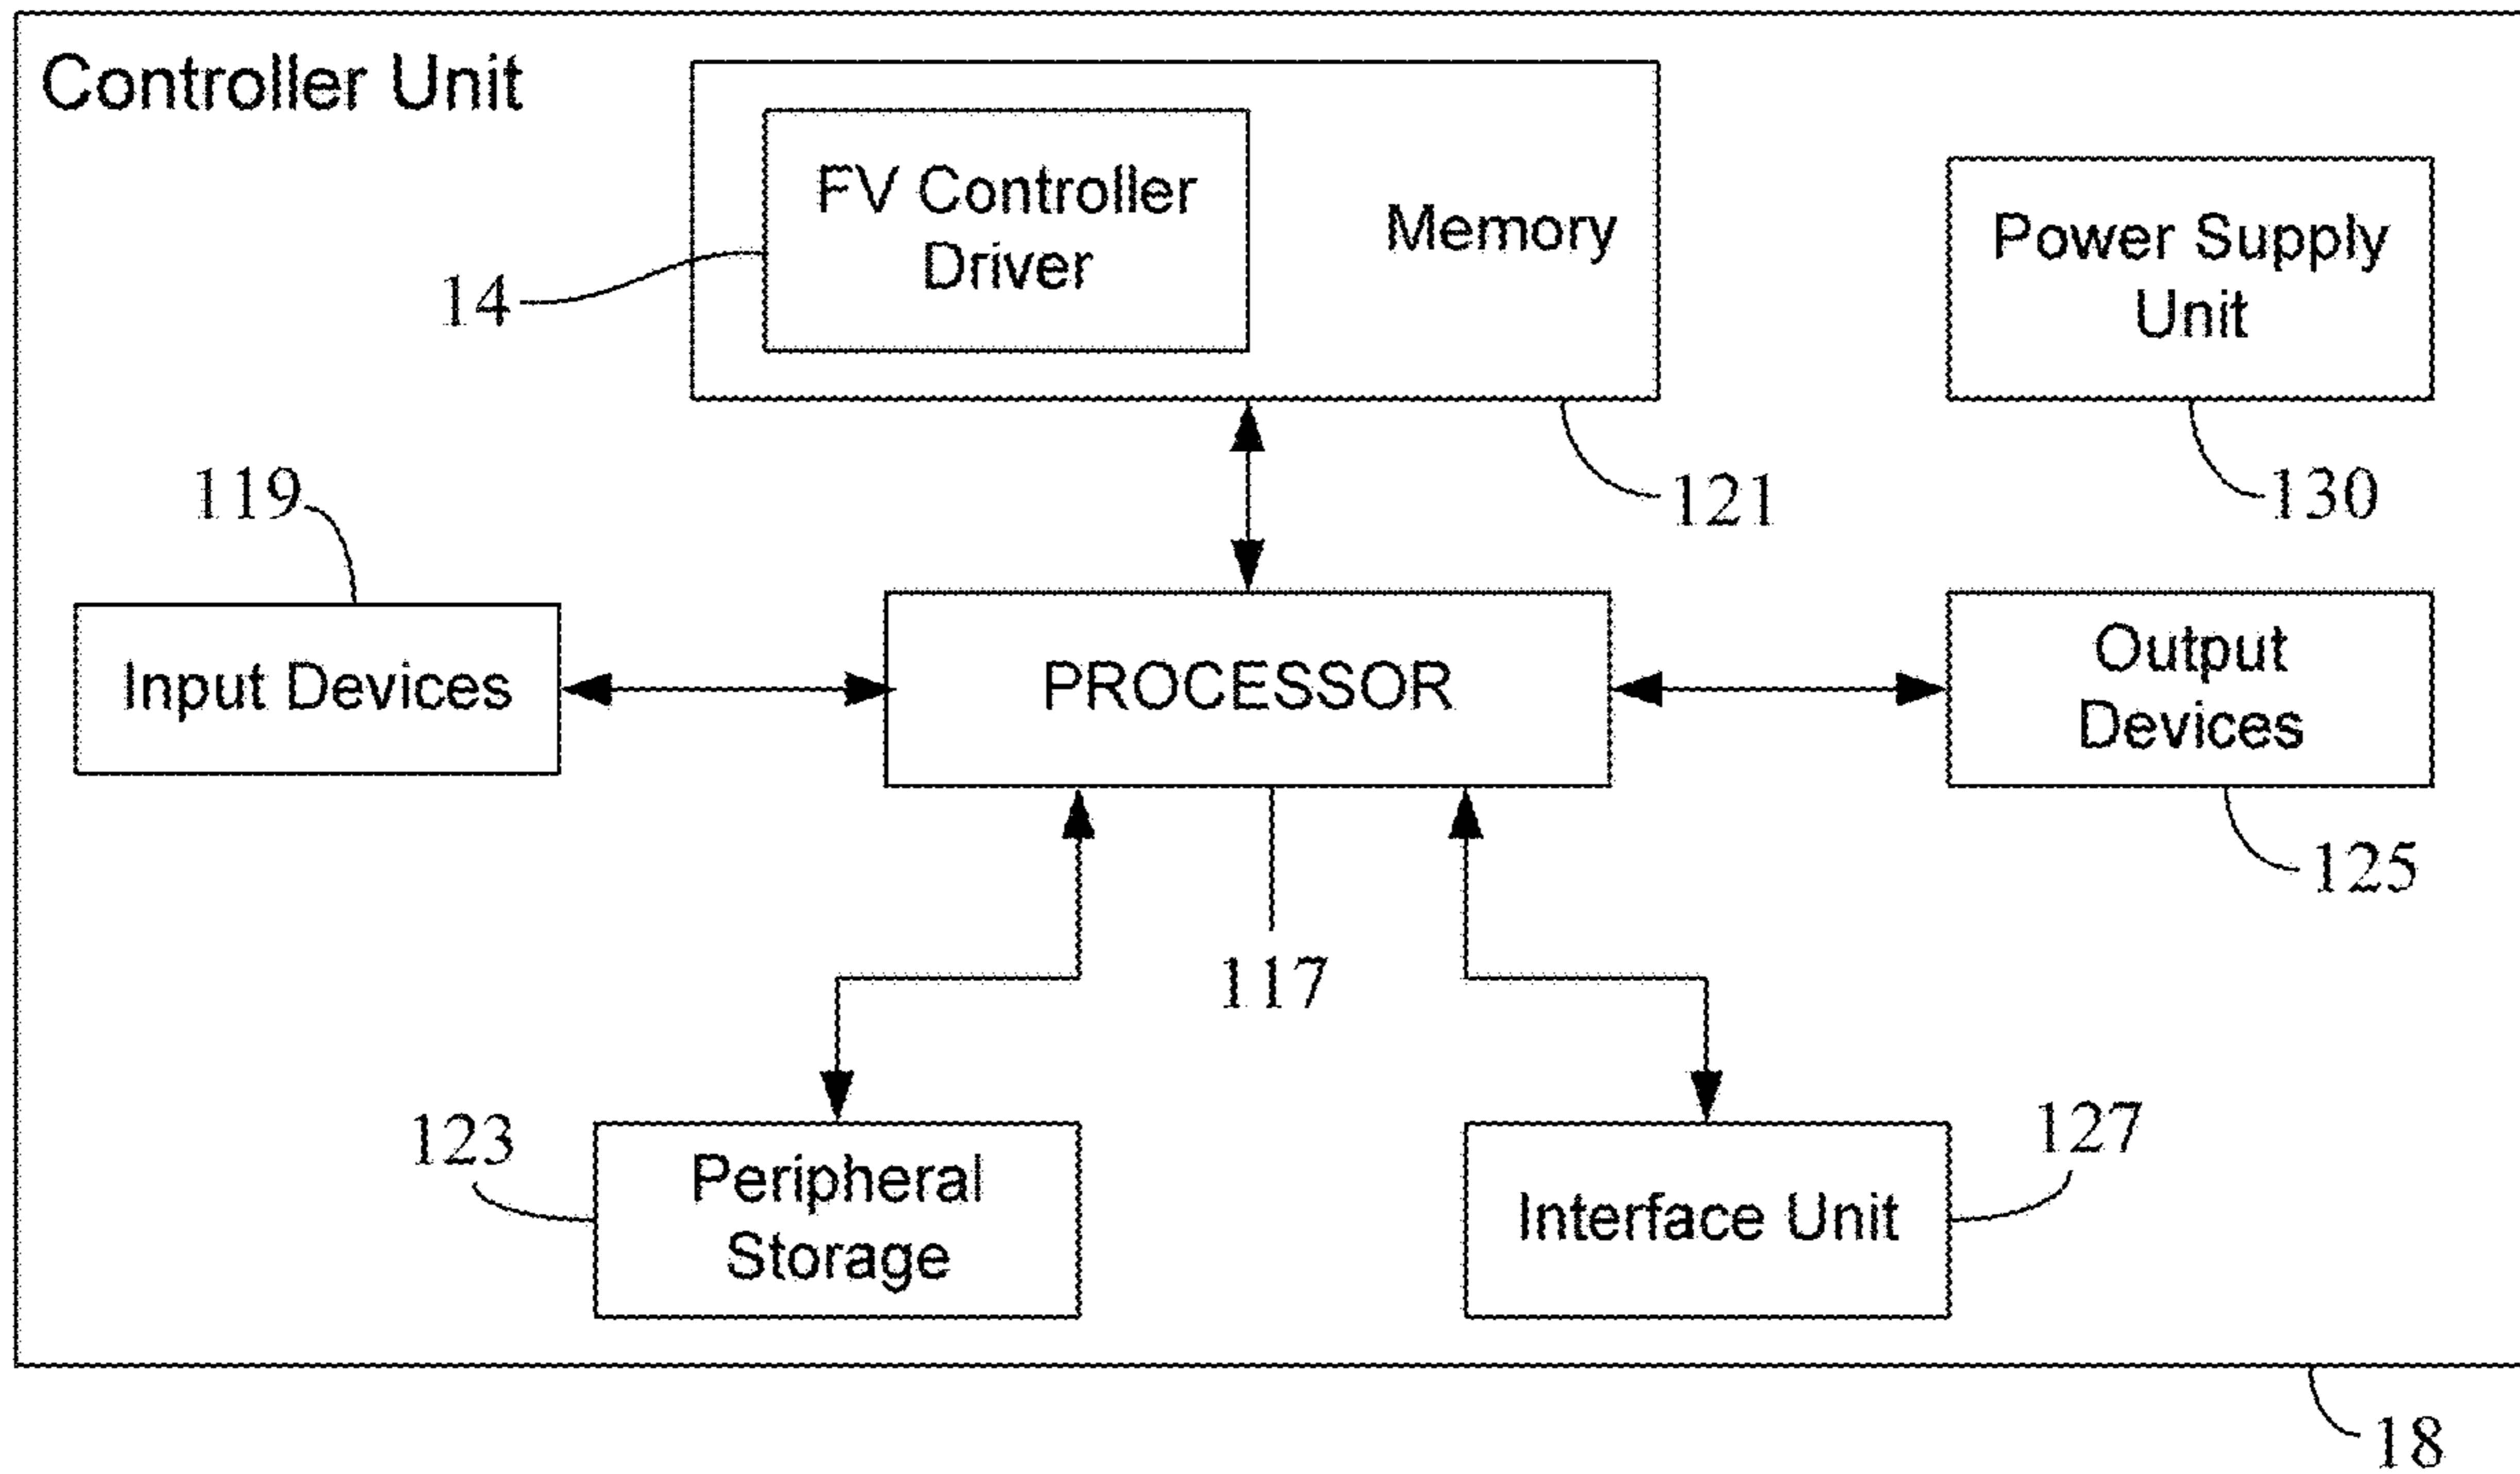 Controller Unit
FV Controller
Driver
Memory
Power Supply
Unit
14
119
121
130
Input Devices
PROCESSOR
Output
Devices
125
117
123
127
Peripheral
Storage
Interface Unit
18